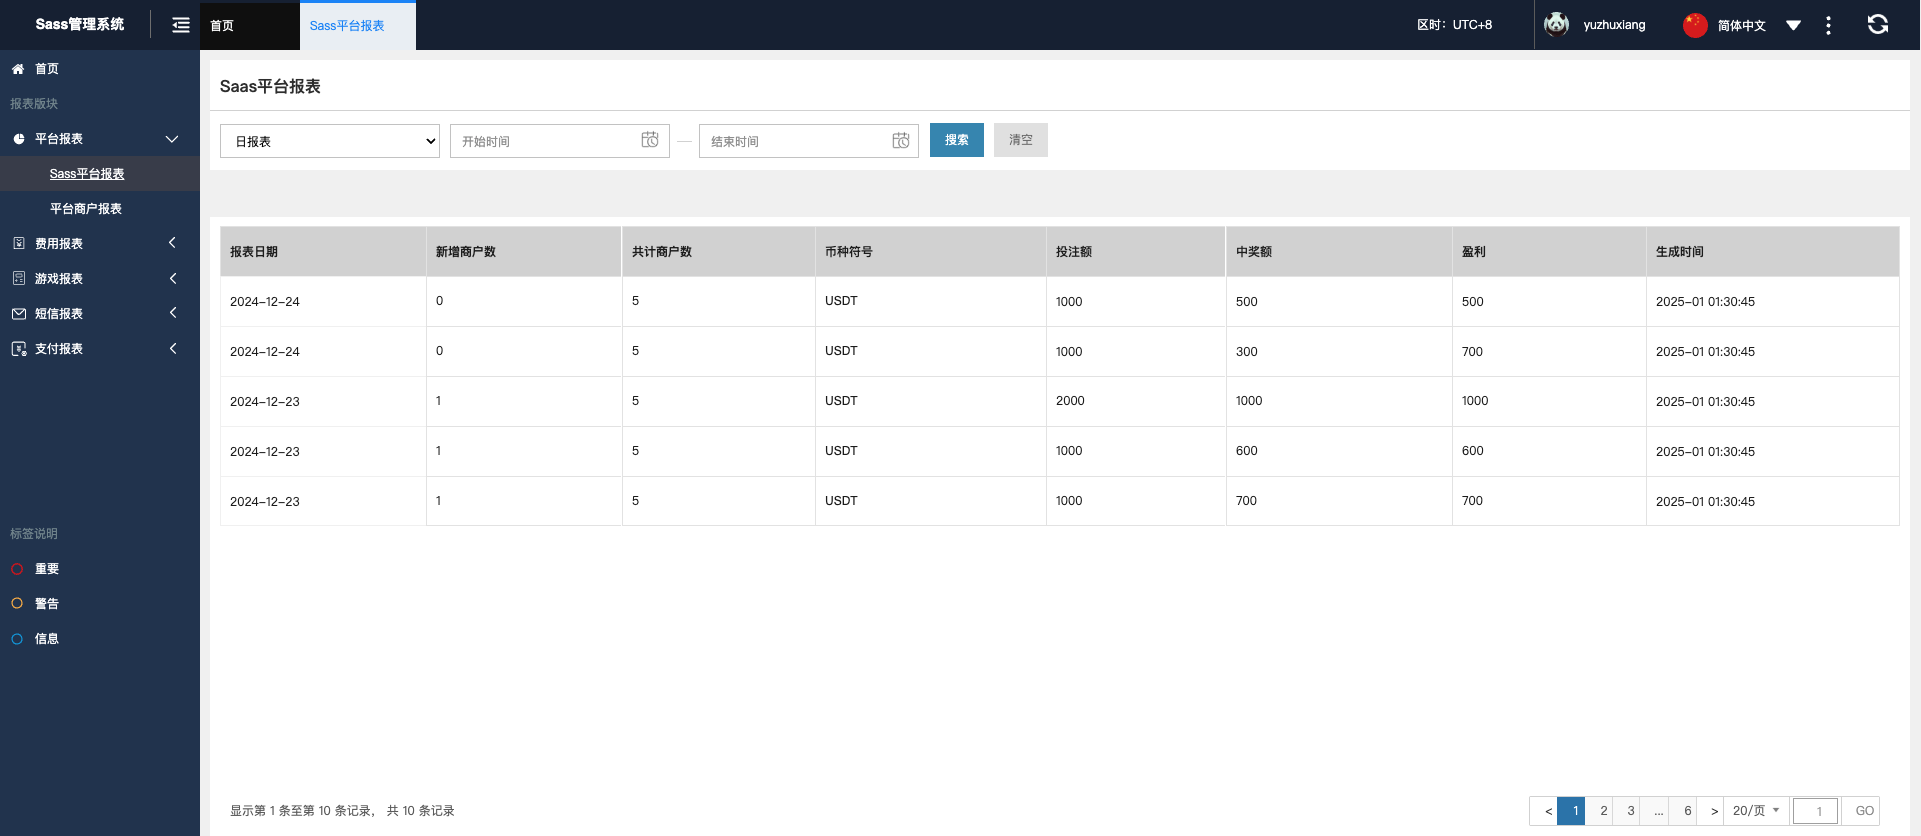 Sass管理系统
首页
Sass平台报表
区时：UTC+8
yuzhuxiang
简体中文
首页
报表版块
平台报表
Sass平台报表
平台商户报表
费用报表
游戏报表
短信报表
支付报表
标签说明
重要
警告
信息
Saas平台报表
日报表 开始时间 — 结束时间 搜索 清空
报表日期 新增商户数 共计商户数 币种符号 投注额 中奖额 盈利 生成时间
2024-12-24 0 5 USDT 1000 500 500 2025-01 01:30:45
2024-12-24 0 5 USDT 1000 300 700 2025-01 01:30:45
2024-12-23 1 5 USDT 2000 1000 1000 2025-01 01:30:45
2024-12-23 1 5 USDT 1000 600 600 2025-01 01:30:45
2024-12-23 1 5 USDT 1000 700 700 2025-01 01:30:45
显示第 1 条至第 10 条记录， 共 10 条记录
< 1 2 3 ... 6 > 20/页 1 GO